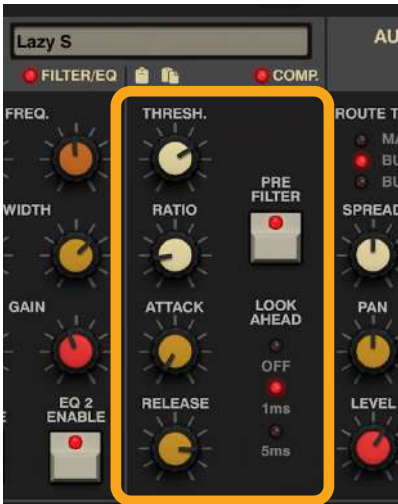 Lazy S
AU
FILTER/EQ
COMP.
FREQ.
THRESH.
ROUTE T
MA
BU
BU
PRE
FILTER
WIDTH
RATIO
SPREAD
GAIN
ATTACK
LOOK
AHEAD
PAN
OFF
EQ 2
ENABLE
RELEASE
1ms
LEVEL
5ms